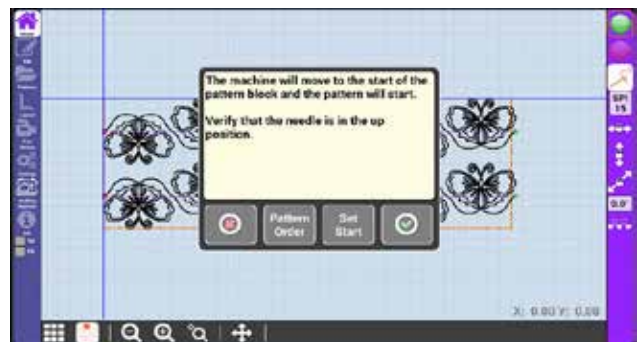 The machine will move to the start of the
pattern block and the pattern will start.
Verify that the needle is in the up
position.
Pattern
Order
Set
Start
SPI
15
0.0°
X: 0.00 Y: 0.00